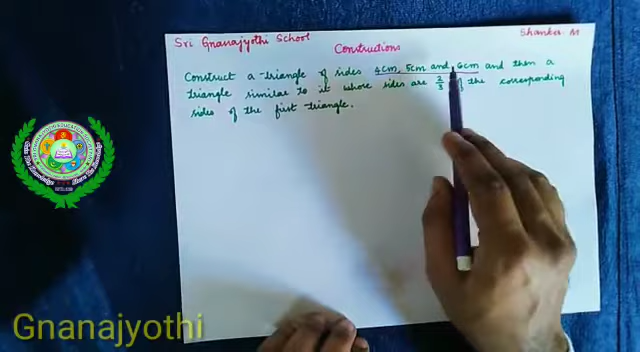 Sri Gnanajyothi School
Shankar M
Constructions
Construct a triangle of sides 4cm, 5cm and 6cm and then a
triangle similar to it whose sides are 2/3 of the corresponding
sides of the first triangle.
Gnanajyothi